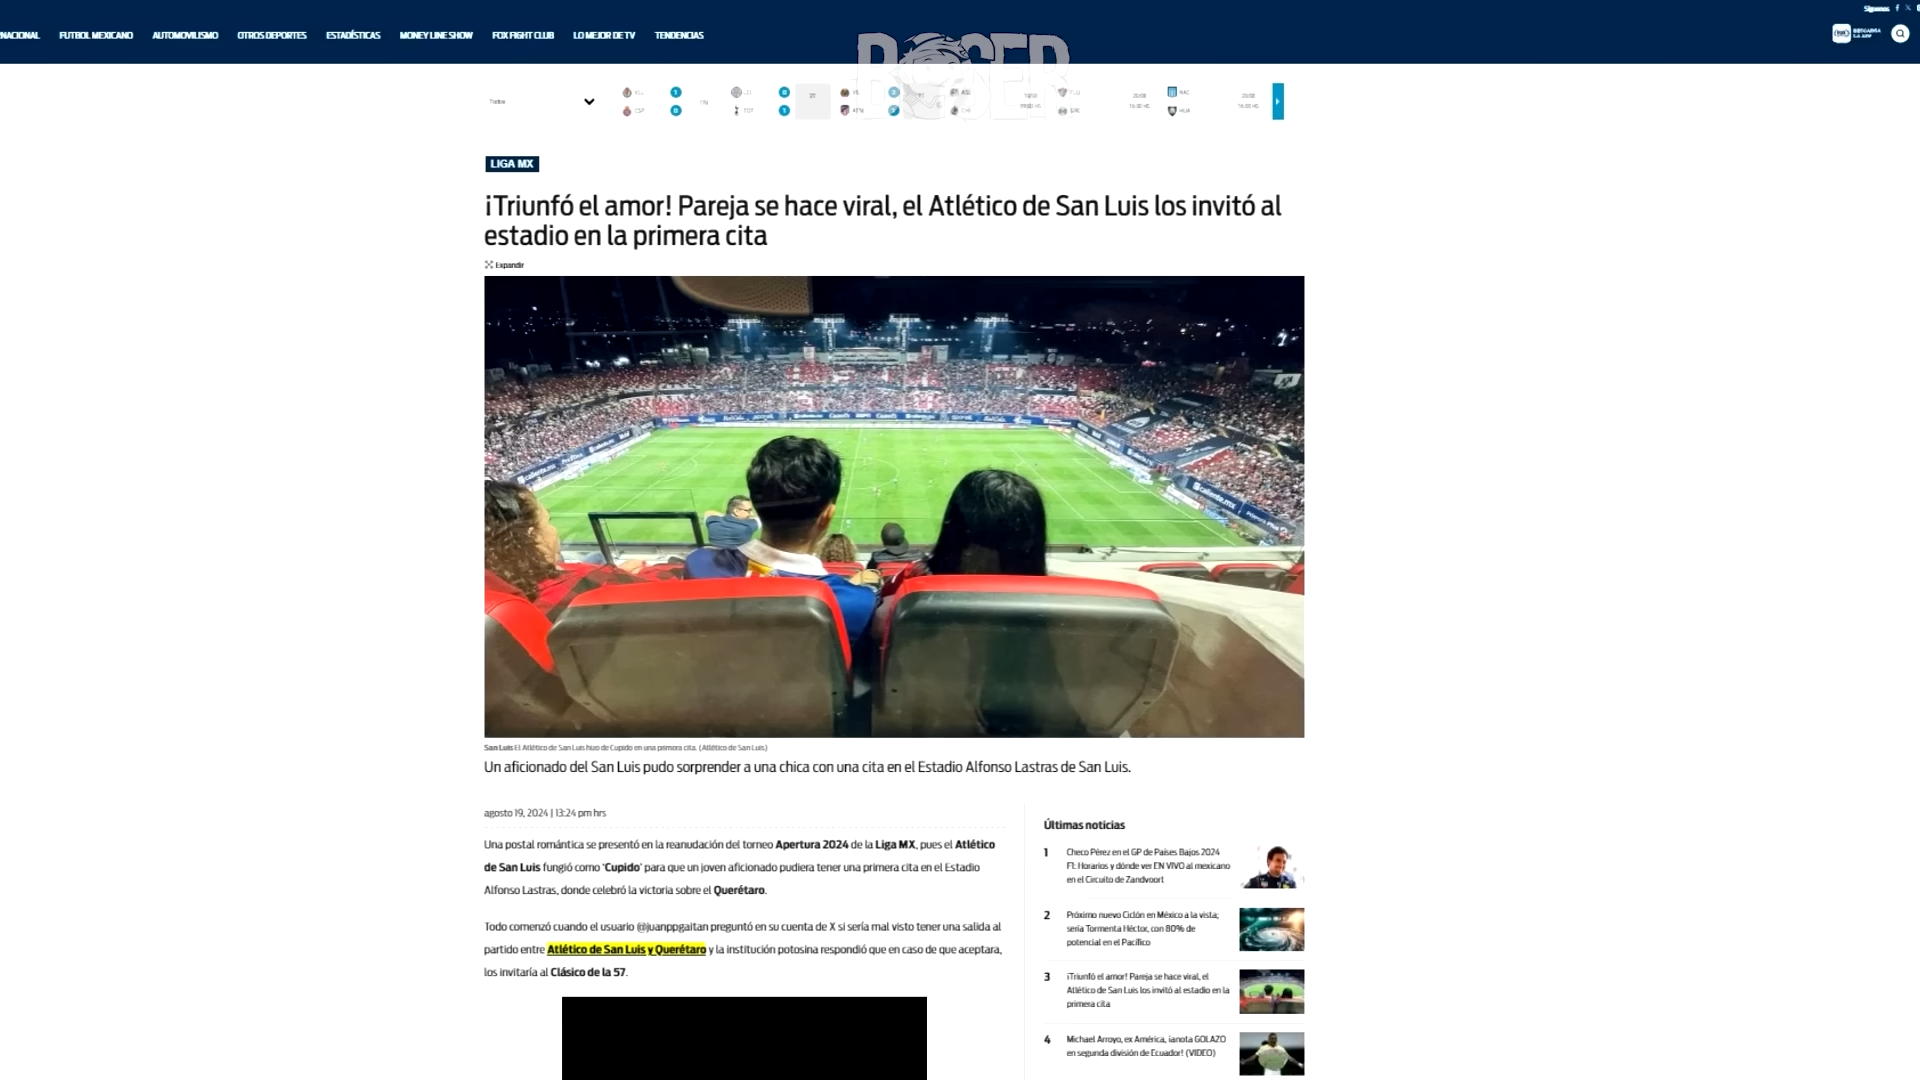 Síguenos
NACIONAL FUTBOL MEXICANO AUTOMOVILISMO OTROS DEPORTES ESTADÍSTICAS MONEY LINE SHOW FOX FIGHT CLUB LO MEJOR DE TV TENDENCIAS
DESCARGA
LA APP
Todos
LIGA MX
¡Triunfó el amor! Pareja se hace viral, el Atlético de San Luis los invitó al
estadio en la primera cita
Expandir
San Luis El Atlético de San Luis hizo de Cupido en una primera cita. (Atlético de San Luis)
Un aficionado del San Luis pudo sorprender a una chica con una cita en el Estadio Alfonso Lastras de San Luis.
agosto 19, 2024 | 13:24 pm hrs
Una postal romántica se presentó en la reanudación del torneo Apertura 2024 de la Liga MX, pues el Atlético
de San Luis fungió como 'Cupido' para que un joven aficionado pudiera tener una primera cita en el Estadio
Alfonso Lastras, donde celebró la victoria sobre el Querétaro.
Todo comenzó cuando el usuario @juanppgaitan preguntó en su cuenta de X si sería mal visto tener una salida al
partido entre Atlético de San Luis y Querétaro y la institución potosina respondió que en caso de que aceptara,
los invitaría al Clásico de la 57.
Últimas noticias
1 Checo Pérez en el GP de Países Bajos 2024
F1: Horarios y dónde ver EN VIVO al mexicano
en el Circuito de Zandvoort
2 Próximo nuevo Ciclón en México a la vista;
sería Tormenta Héctor, con 80% de
potencial en el Pacífico
3 ¡Triunfó el amor! Pareja se hace viral, el
Atlético de San Luis los invitó al estadio en la
primera cita
4 Michael Arroyo, ex América, ¡anota GOLAZO
en segunda división de Ecuador! (VIDEO)